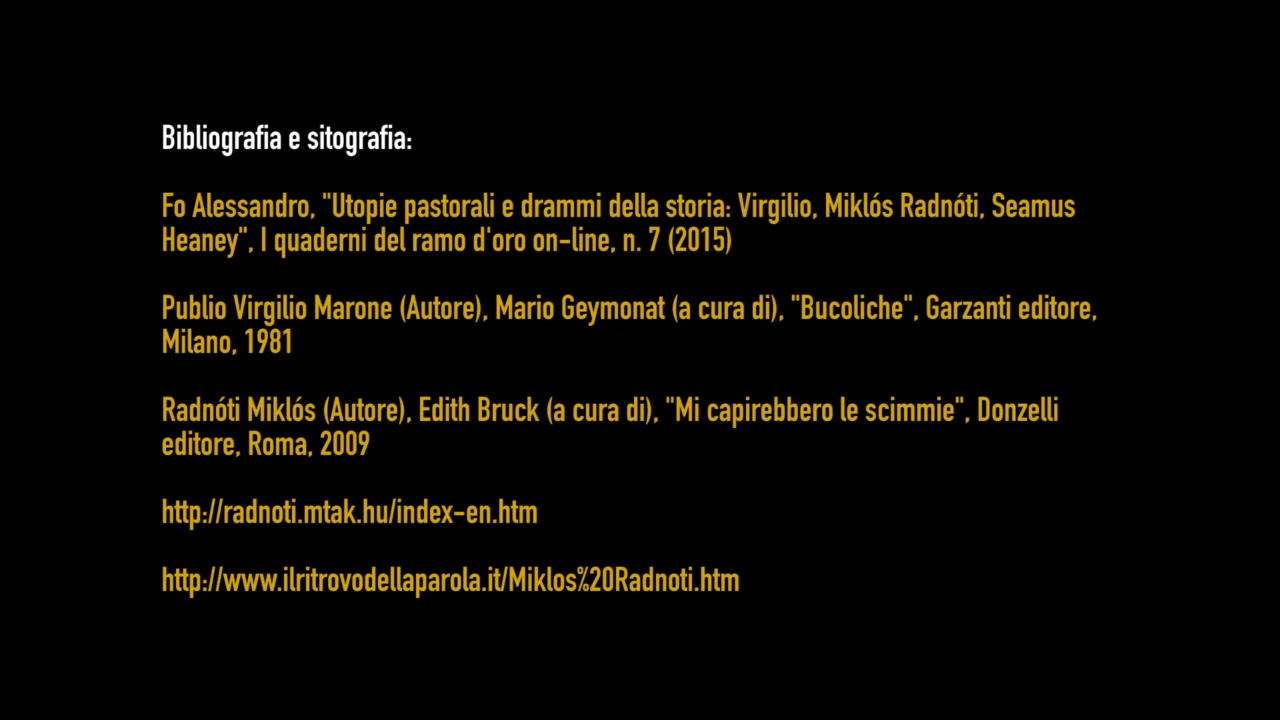 Bibliografia e sitografia:
Fo Alessandro, "Utopie pastorali e drammi della storia: Virgilio, Miklós Radnóti, Seamus
Heaney", I quaderni del ramo d'oro on-line, n. 7 (2015)
Publio Virgilio Marone (Autore), Mario Geymonat (a cura di), "Bucoliche", Garzanti editore,
Milano, 1981
Radnóti Miklós (Autore), Edith Bruck (a cura di), "Mi capirebbero le scimmie", Donzelli
editore, Roma, 2009
http://radnoti.mtak.hu/index-en.htm
http://www.ilritrovodellaparola.it/Miklos%20Radnoti.htm